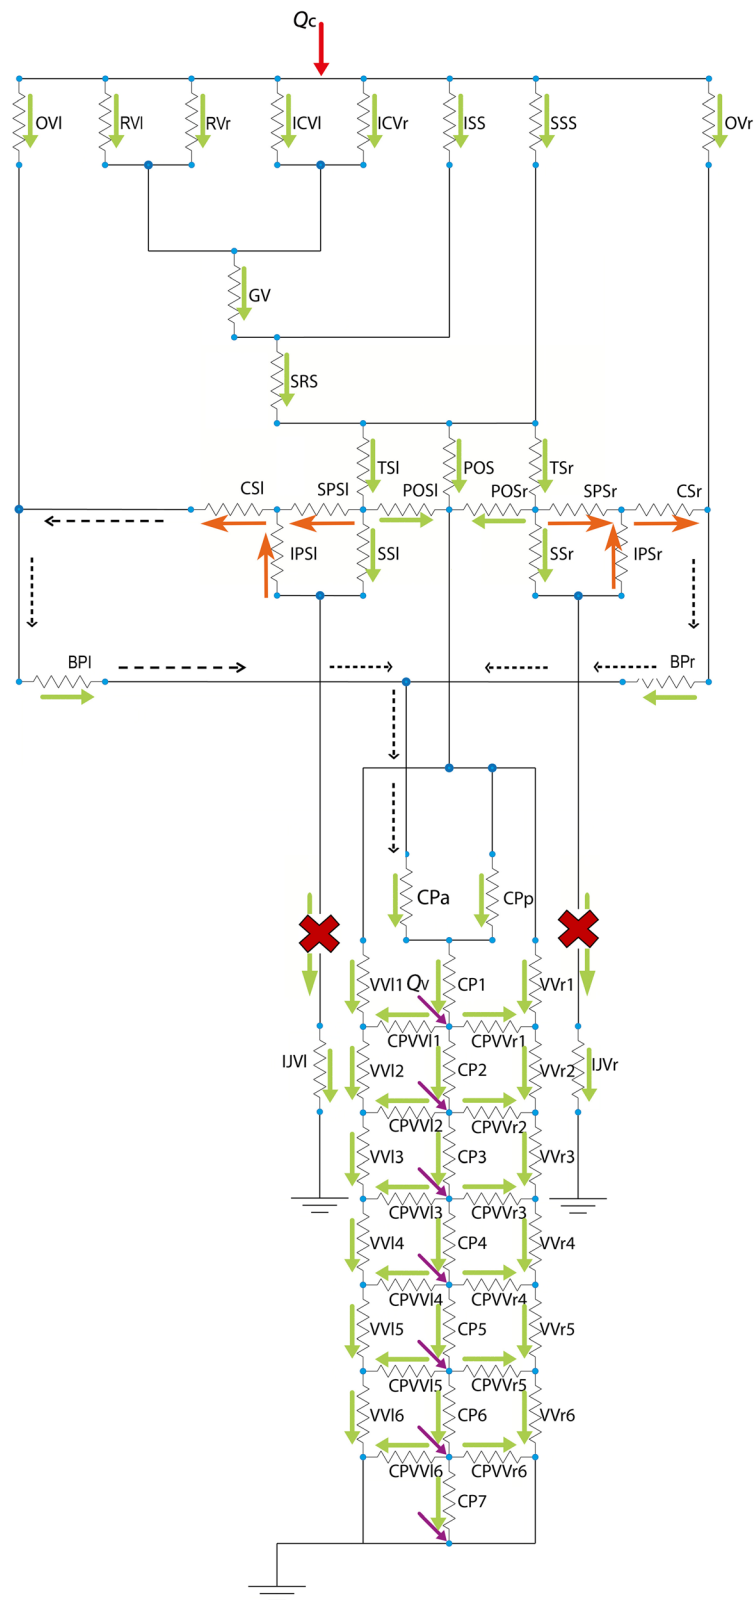 Qc
OVl RVl RVr ICVl ICVr ISS SSS OVr
GV
SRS
TSl POS TSr
CSl SPSl POSl POSr SPSr CSr
IPSl SSl SSr IPSr
BPl BPr
CPa CPp
VVl1 Qv CP1 VVr1
CPVVl1 CPVVr1
IJVl VVl2 CP2 VVr2 IJVr
CPVVl2 CPVVr2
VVl3 CP3 VVr3
CPVVl3 CPVVr3
VVl4 CP4 VVr4
CPVVl4 CPVVr4
VVl5 CP5 VVr5
CPVVl5 CPVVr5
VVl6 CP6 VVr6
CPVVl6 CPVVr6
CP7